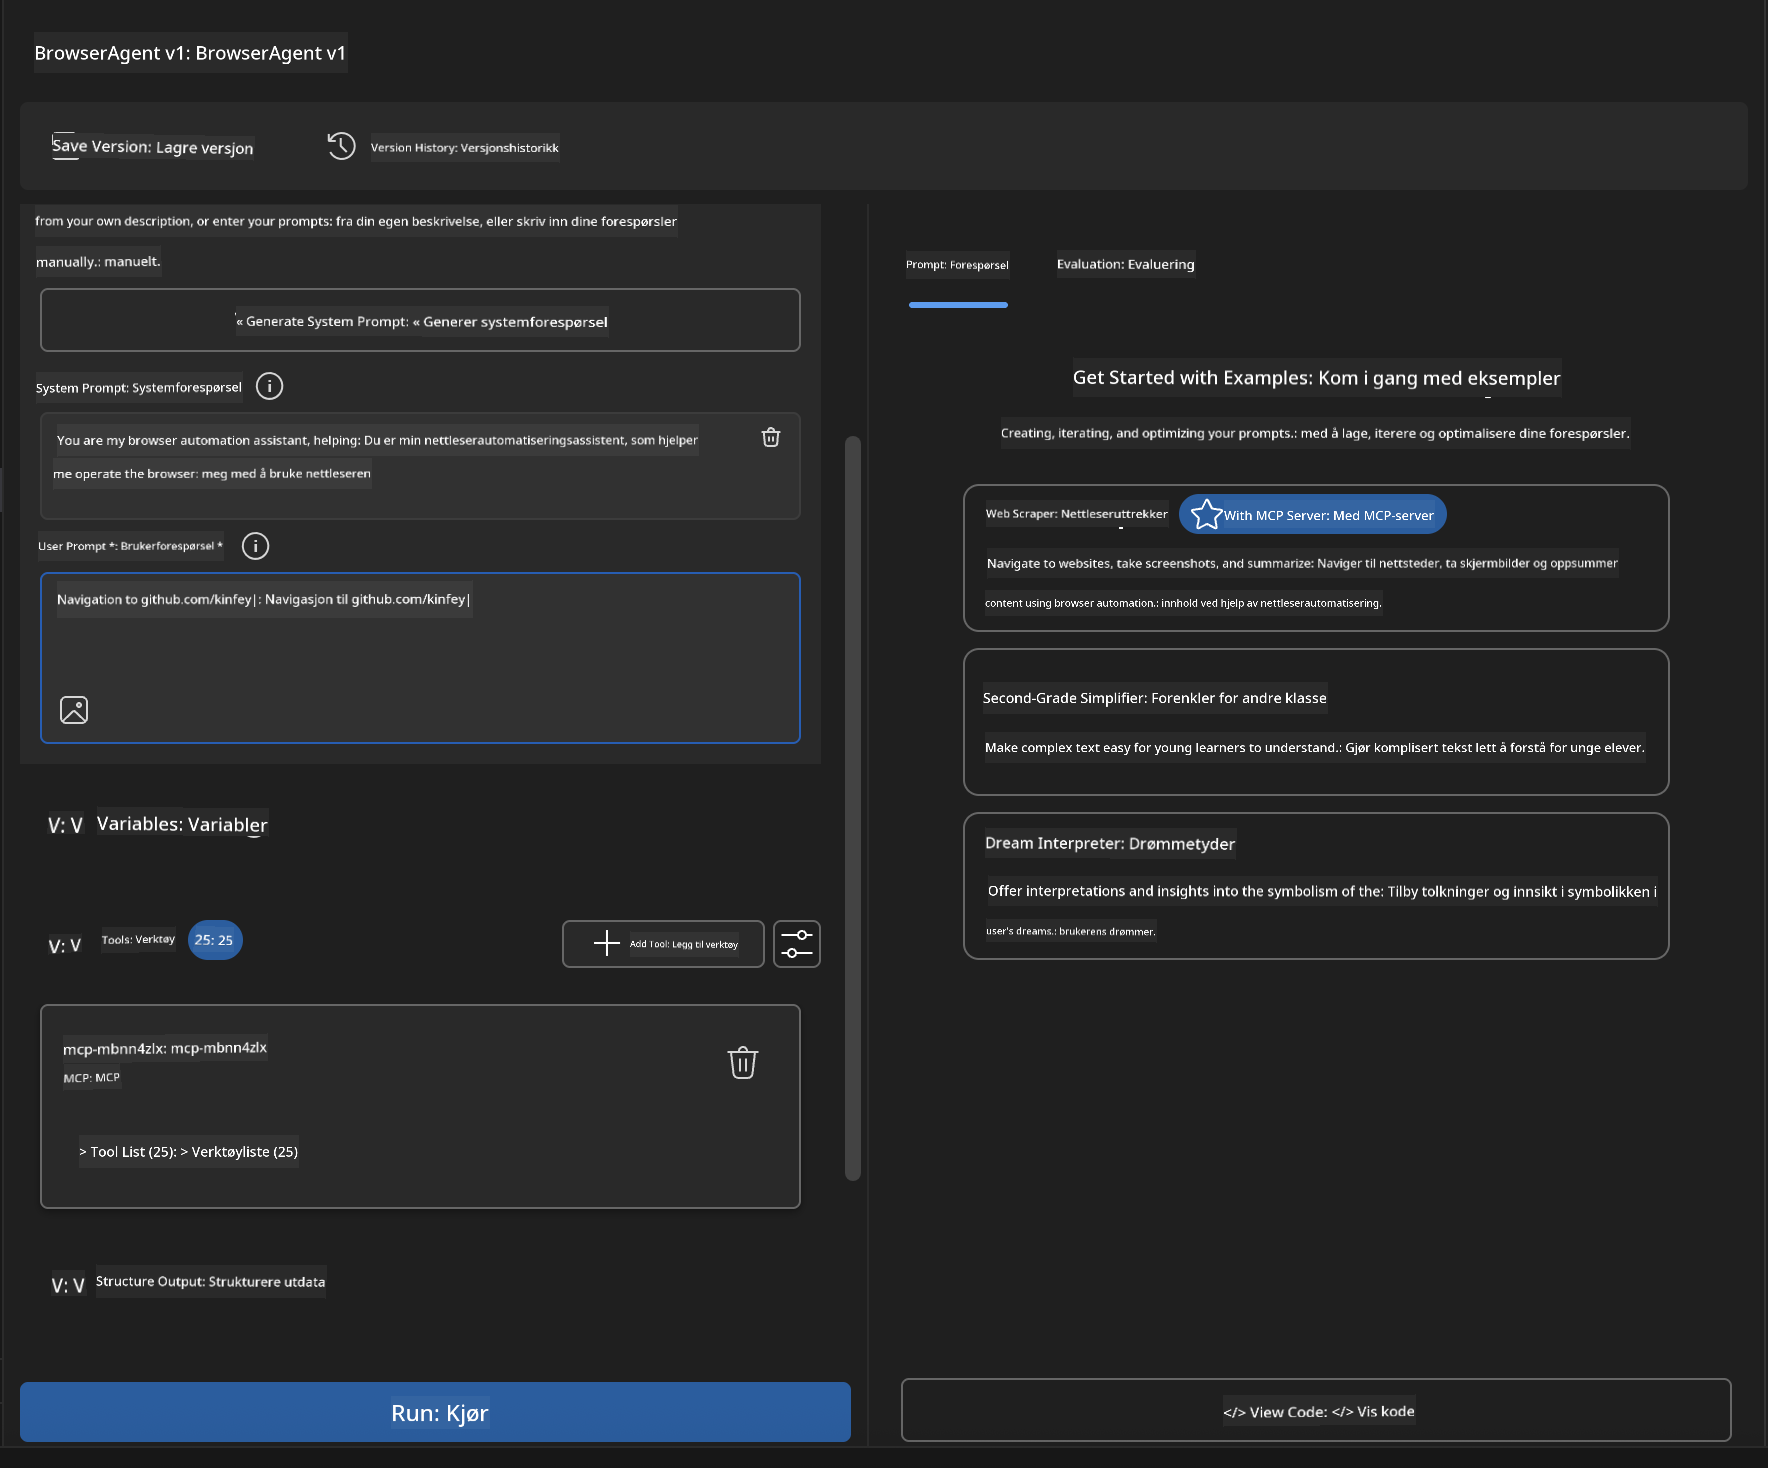 BrowserAgent v1: BrowserAgent v1
Save Version: Lagre versjon
Version History: Versjonshistorikk
from your own description, or enter your prompts: fra din egen beskrivelse, eller skriv inn dine forespørsler
manually.: manuelt.
« Generate System Prompt: « Generer systemforespørsel
System Prompt: Systemforespørsel
You are my browser automation assistant, helping: Du er min nettleserautomatiseringsassistent, som hjelper
me operate the browser: meg med å bruke nettleseren
User Prompt *: Brukerforespørsel *
Navigation to github.com/kinfey|: Navigasjon til github.com/kinfey|
V: V Variables: Variabler
V: V Tools: Verktøy 25: 25
Add Tool: Legg til verktøy
mcp-mbnn4zlx: mcp-mbnn4zlx
MCP: MCP
> Tool List (25): > Verktøyliste (25)
V: V Structure Output: Strukturere utdata
Run: Kjør
Prompt: Forespørsel
Evaluation: Evaluering
Get Started with Examples: Kom i gang med eksempler
Creating, iterating, and optimizing your prompts.: med å lage, iterere og optimalisere dine forespørsler.
Web Scraper: Nettleseruttrekker
With MCP Server: Med MCP-server
Navigate to websites, take screenshots, and summarize: Naviger til nettsteder, ta skjermbilder og oppsummer
content using browser automation.: innhold ved hjelp av nettleserautomatisering.
Second-Grade Simplifier: Forenkler for andre klasse
Make complex text easy for young learners to understand.: Gjør komplisert tekst lett å forstå for unge elever.
Dream Interpreter: Drømmetyder
Offer interpretations and insights into the symbolism of the: Tilby tolkninger og innsikt i symbolikken i
user's dreams.: brukerens drømmer.
</> View Code: </> Vis kode